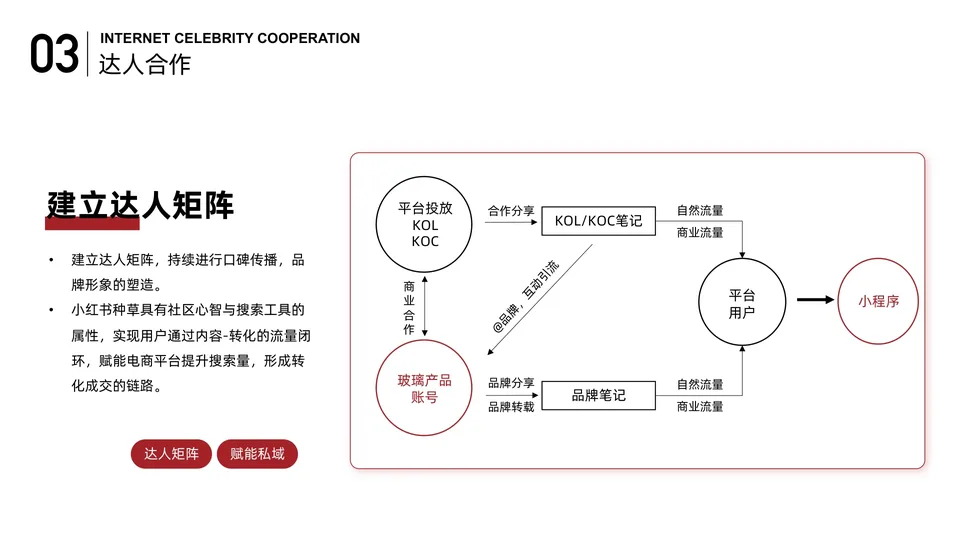 03
INTERNET CELEBRITY COOPERATION
达人合作
建立达人矩阵
• 建立达人矩阵，持续进行口碑传播，品
牌形象的塑造。
• 小红书种草具有社区心智与搜索工具的
属性，实现用户通过内容-转化的流量闭
环，赋能电商平台提升搜索量，形成转
化成交的链路。
达人矩阵
赋能私域
平台投放
KOL
KOC
合作分享
KOL/KOC笔记
自然流量
商业流量
商业合作
@品牌，互动引流
平台
用户
小程序
玻璃产品
账号
品牌分享
品牌转载
品牌笔记
自然流量
商业流量